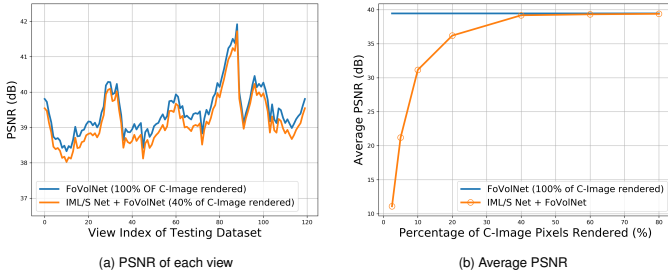 42
41
40
39
38
37
PSNR (dB)
FoVolNet (100% OF C-Image rendered)
IML/S Net + FoVolNet (40% of C-Image rendered)
0 20 40 60 80 100 120
View Index of Testing Dataset
(a) PSNR of each view
40
35
30
25
20
15
10
Average PSNR (dB)
FoVolNet (100% of C-Image rendered)
IML/S Net + FoVolNet
0 10 20 30 40 50 60 70 80
Percentage of C-Image Pixels Rendered (%)
(b) Average PSNR